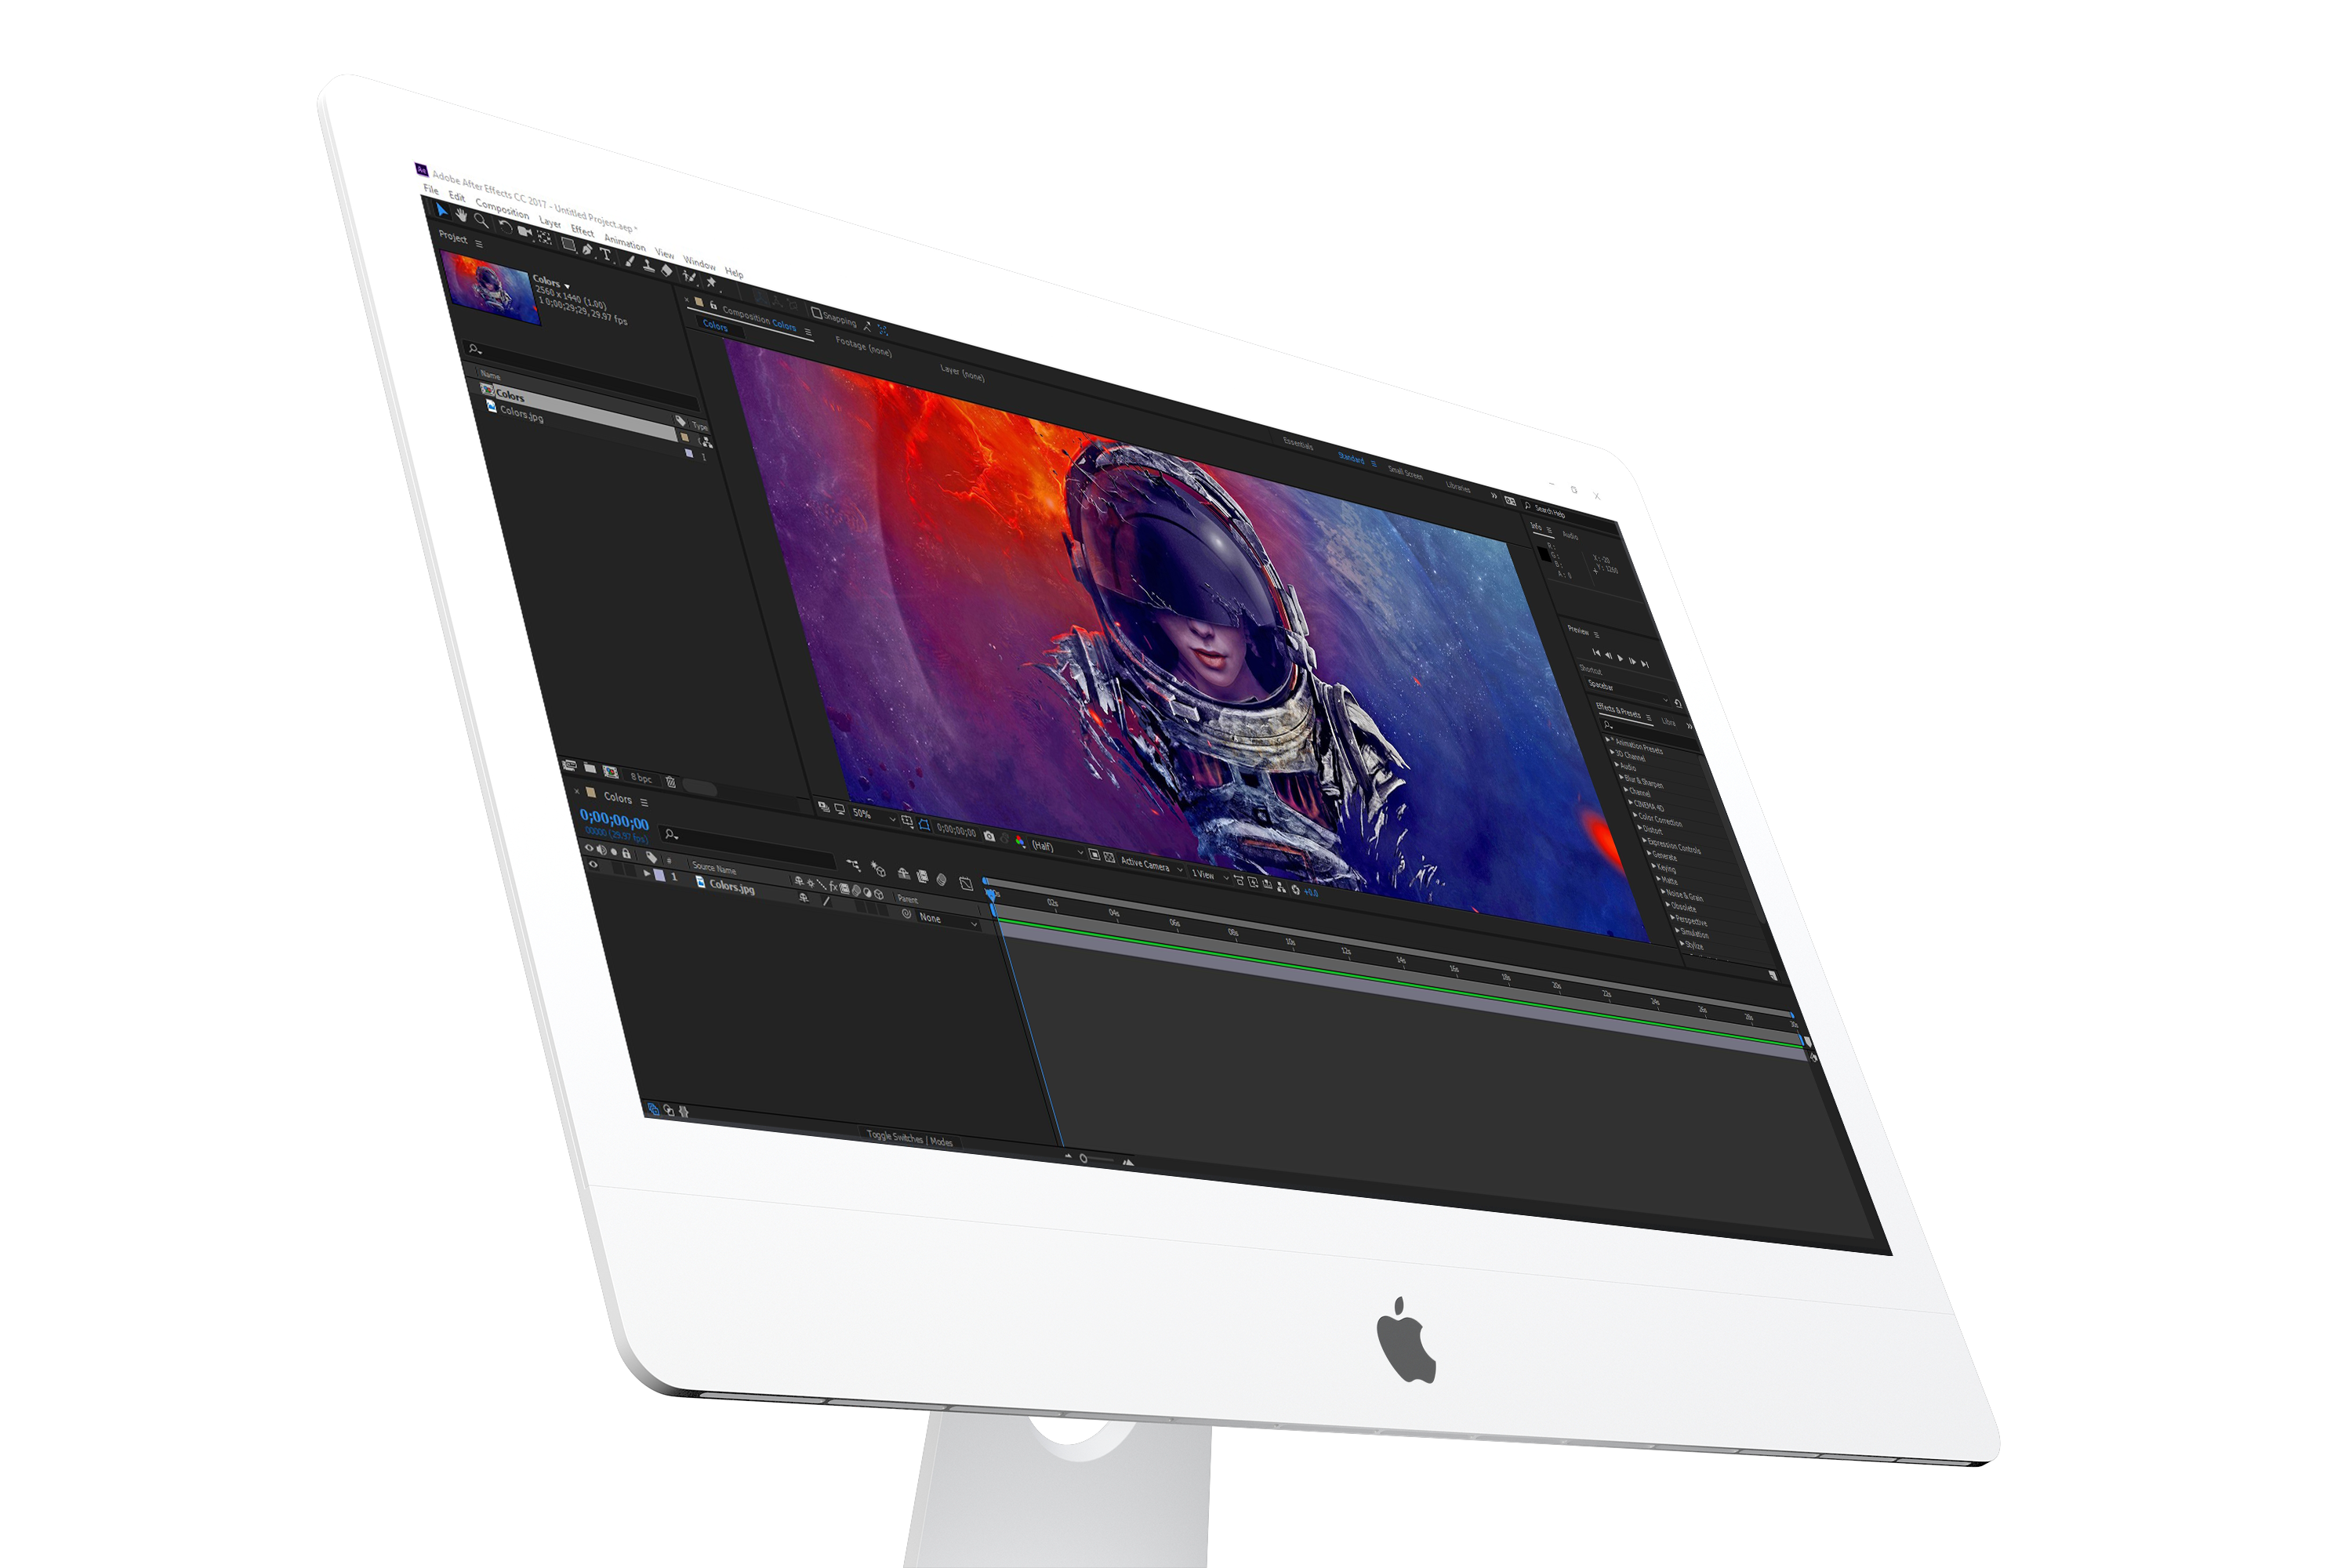 Ae Adobe After Effects CC 2017 - Untitled Project.aep *
File Edit Composition Layer Effect Animation View Window Help
Snapping
Essentials Standard Small Screen Libraries Search Help
Project
Colors
2560 x 1440 (1.00)
0;00;29;29, 29.97 fps
Name Type
Colors
Colors.jpg
8 bpc
Composition Colors
Footage (none)
Layer (none)
Colors
50% 0;00;00;00 (Half) Active Camera 1 View +0.0
Info Audio
R:
G:
B:
A: 0
X: -20
Y: 1260
Preview
Shortcut
Spacebar
Effects & Presets Libra
* Animation Presets
3D Channel
Audio
Blur & Sharpen
Channel
CINEMA 4D
Color Correction
Distort
Expression Controls
Generate
Keying
Matte
Noise & Grain
Obsolete
Perspective
Simulation
Stylize
Colors
0;00;00;00
00000 (29.97 fps)
# Source Name Parent
1 Colors.jpg None
02s 04s 06s 08s 10s 12s 14s 16s 18s 20s 22s 24s 26s 28s 30s
Toggle Switches / Modes